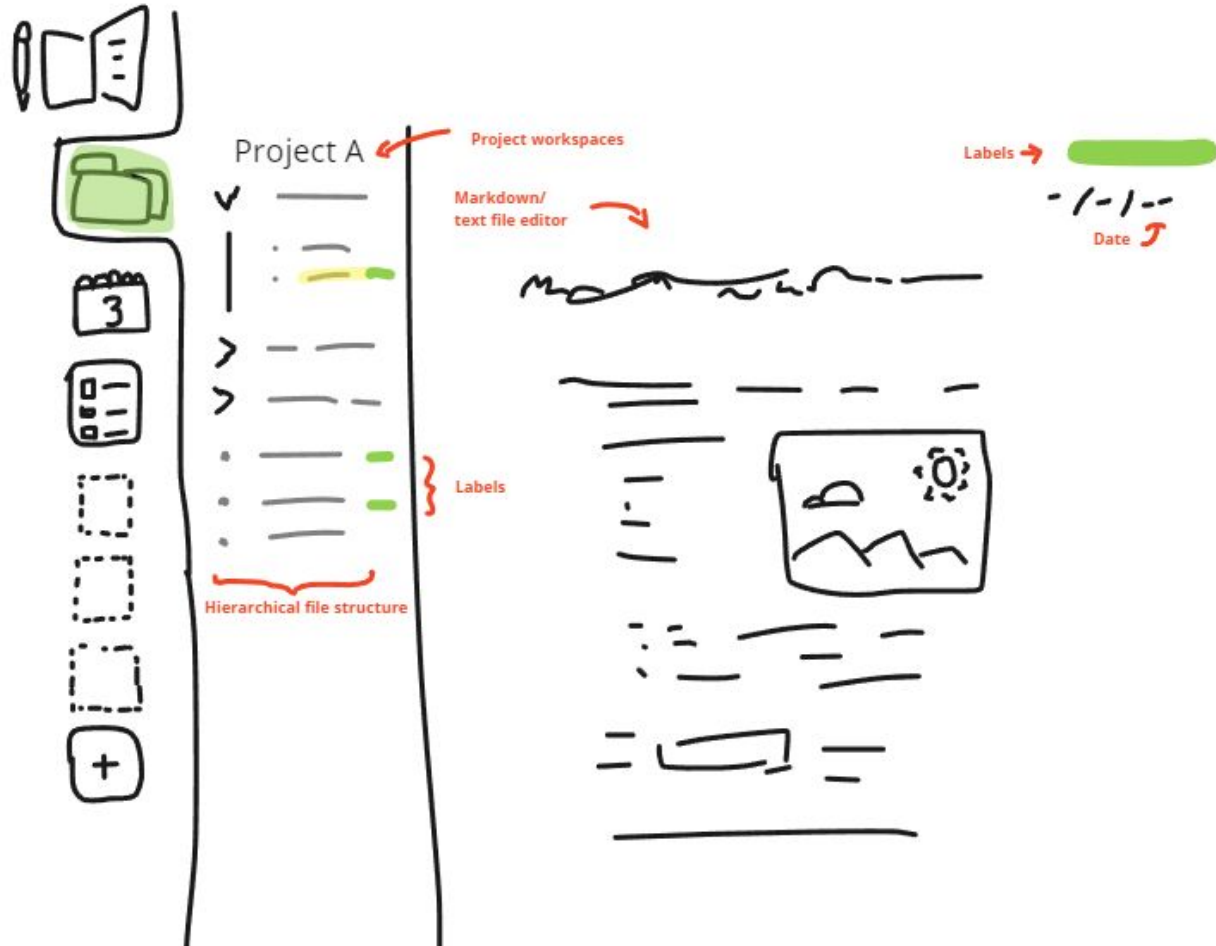 Project A
Project workspaces
Labels
Markdown/
text file editor
Date
3
Labels
Hierarchical file structure
+